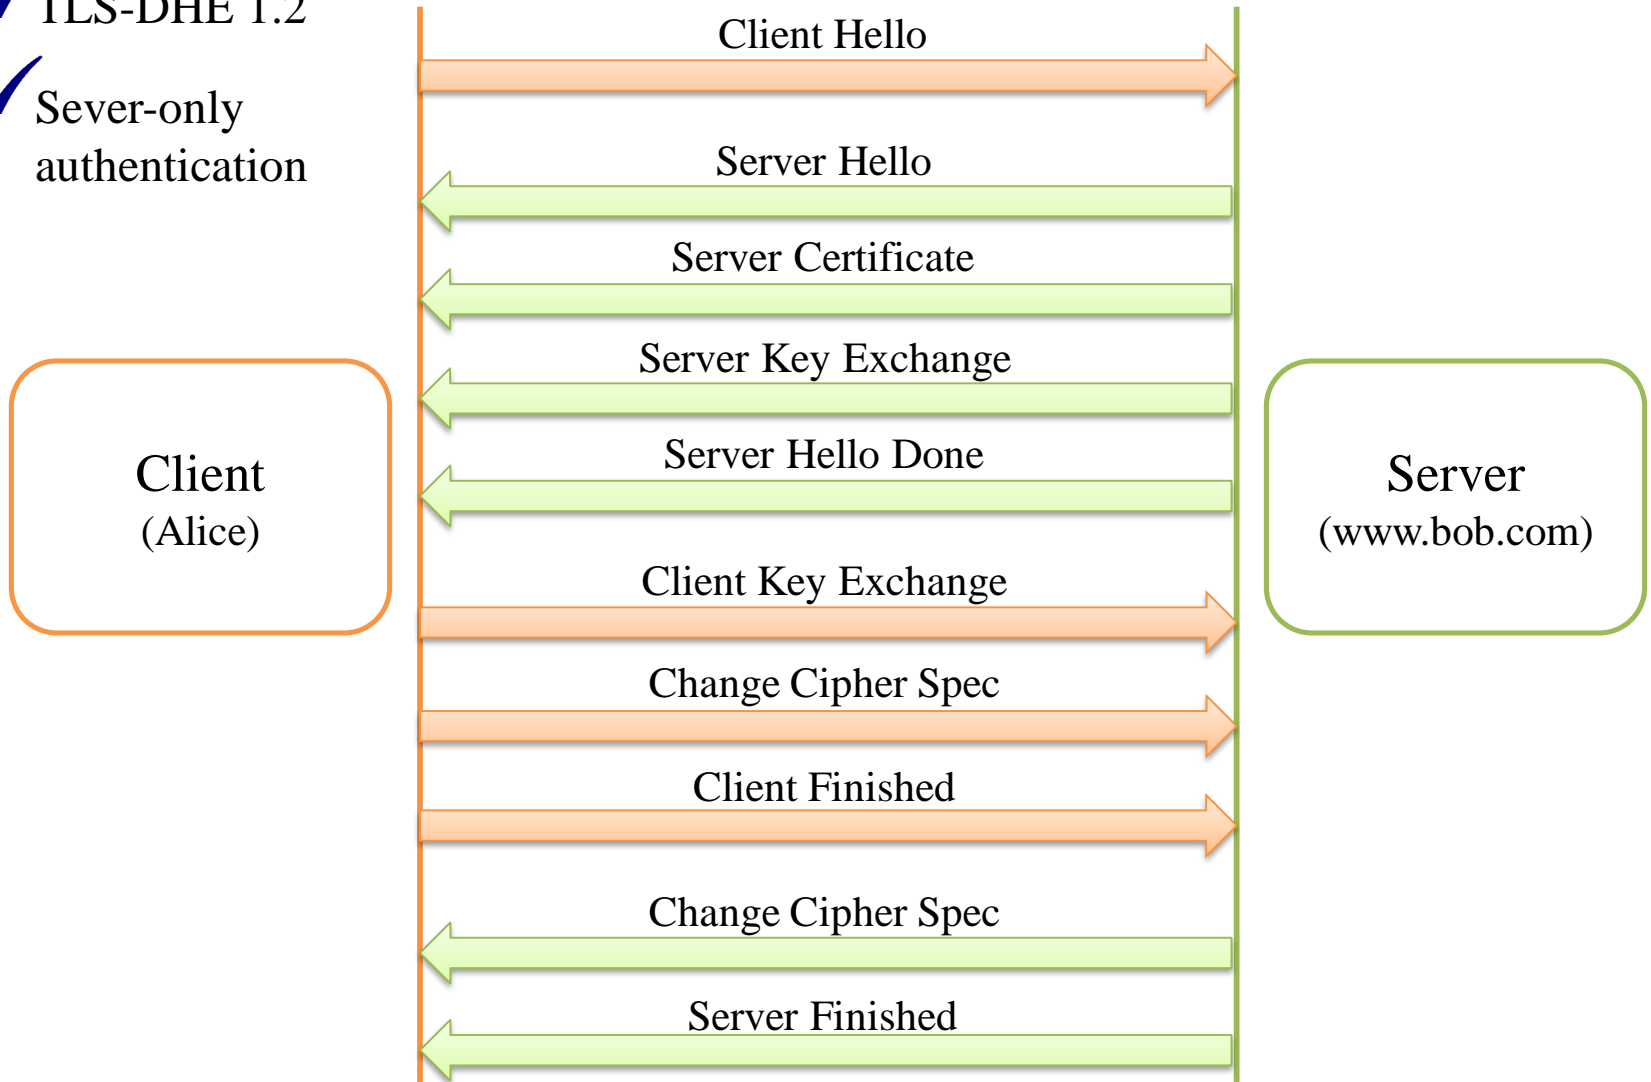 TLS-DHE 1.2
Sever-only
authentication
Client Hello
Server Hello
Server Certificate
Server Key Exchange
Server Hello Done
Client
(Alice)
Server
(www.bob.com)
Client Key Exchange
Change Cipher Spec
Client Finished
Change Cipher Spec
Server Finished